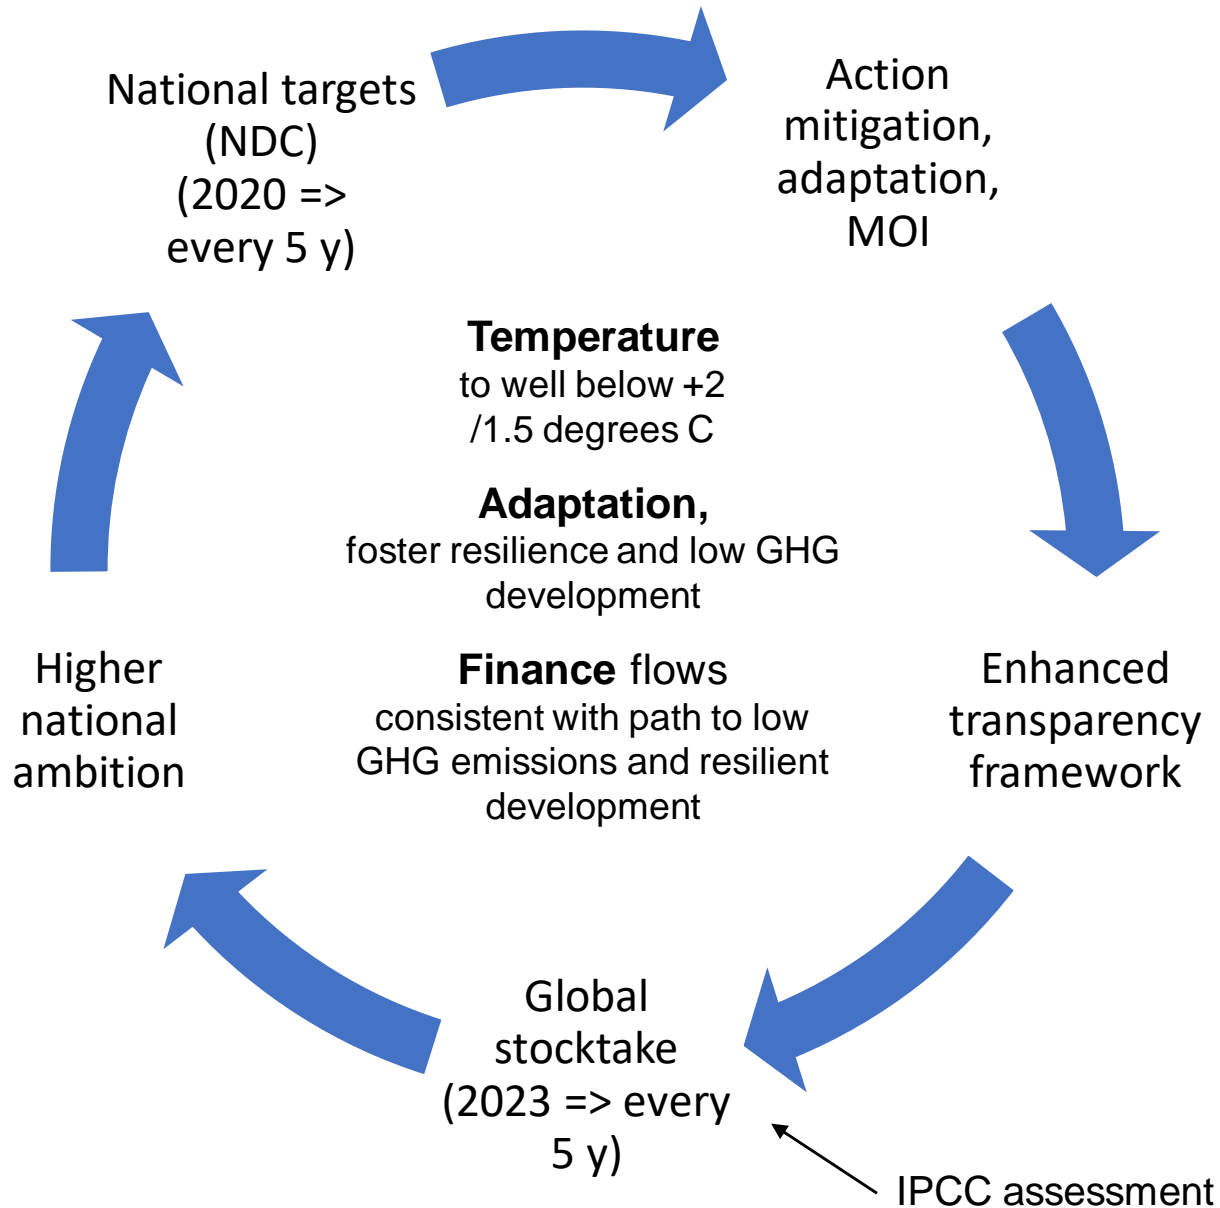 National targets
(NDC)
(2020 =>
every 5 y)
Action
mitigation,
adaptation,
MOI
Temperature
to well below +2
/1.5 degrees C
Adaptation,
foster resilience and low GHG
development
Finance flows
consistent with path to low
GHG emissions and resilient
development
Higher
national
ambition
Enhanced
transparency
framework
Global
stocktake
(2023 => every
5 y)
IPCC assessment